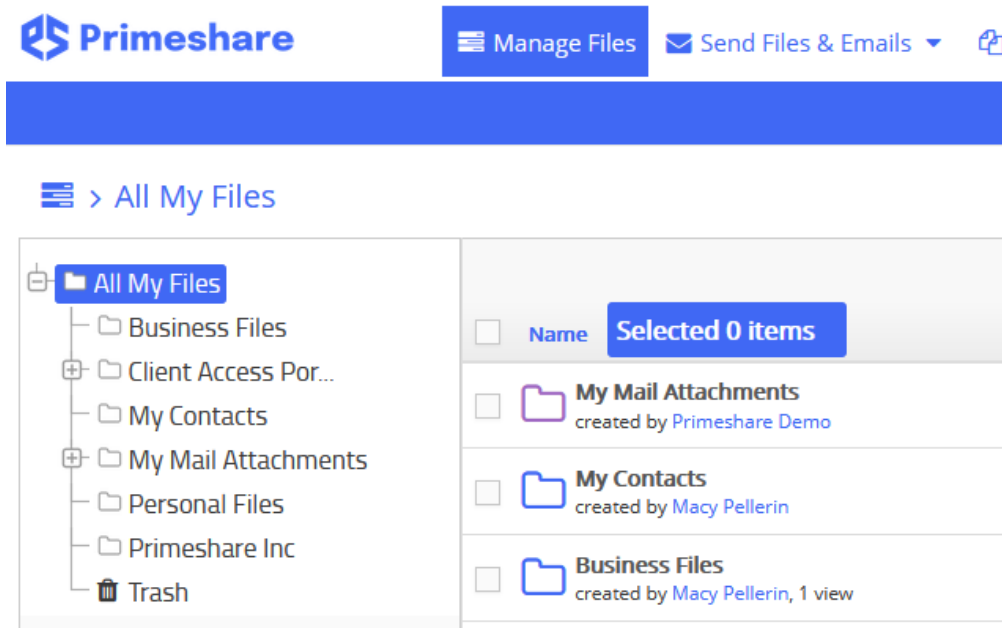 Primeshare
Manage Files
Send Files & Emails
> All My Files
All My Files
Business Files
Client Access Por...
My Contacts
My Mail Attachments
Personal Files
Primeshare Inc
Trash
Name
Selected 0 items
My Mail Attachments
created by Primeshare Demo
My Contacts
created by Macy Pellerin
Business Files
created by Macy Pellerin, 1 view